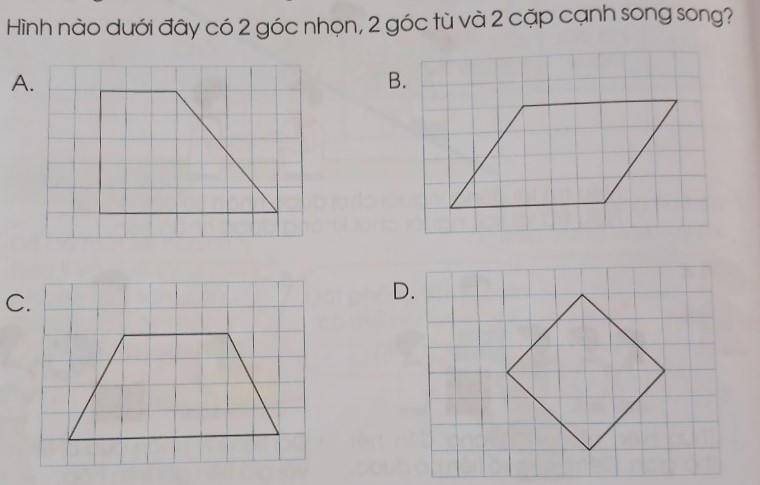 Hình nào dưới đây có 2 góc nhọn, 2 góc tù và 2 cặp cạnh song song?
A.
B.
C.
D.